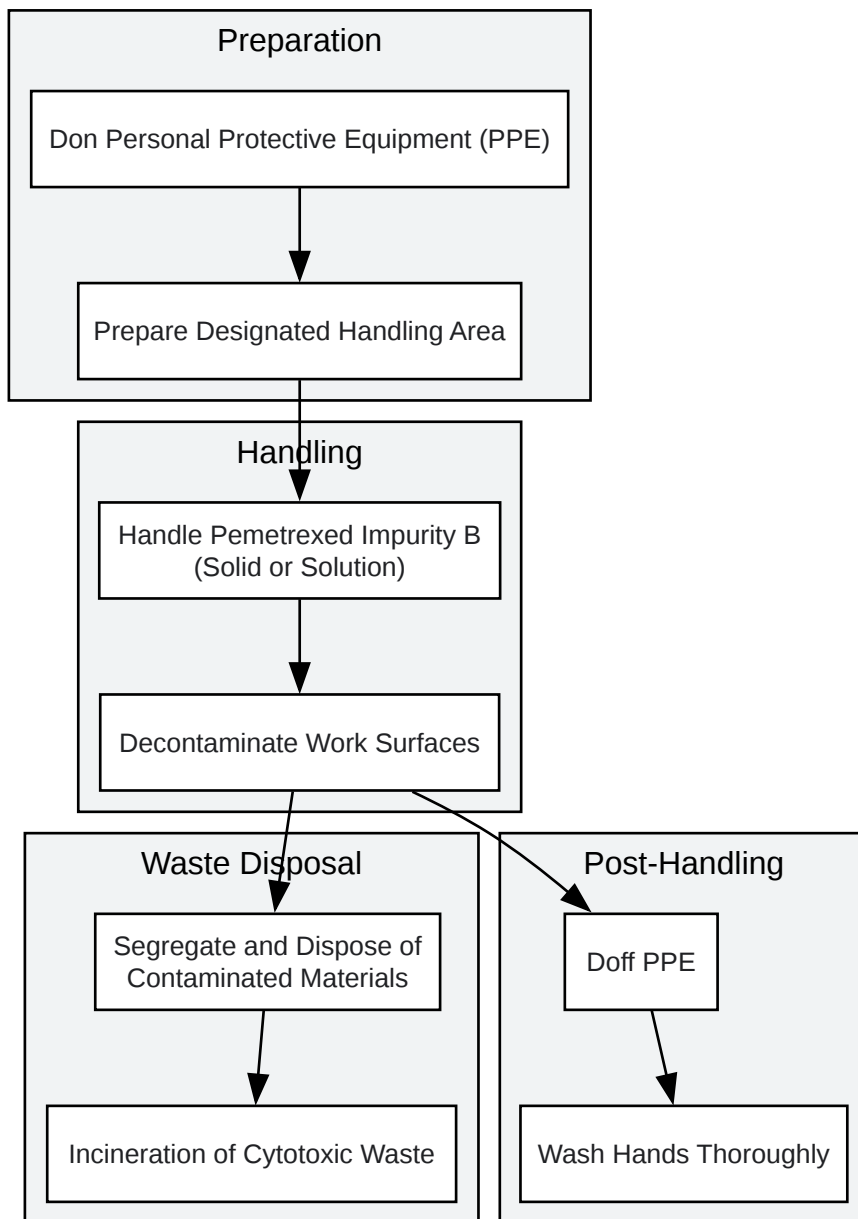 Preparation
Don Personal Protective Equipment (PPE)
Prepare Designated Handling Area
Handling
Handle Pemetrexed Impurity B
(Solid or Solution)
Decontaminate Work Surfaces
Waste Disposal
Segregate and Dispose of
Contaminated Materials
Incineration of Cytotoxic Waste
Post-Handling
Doff PPE
Wash Hands Thoroughly